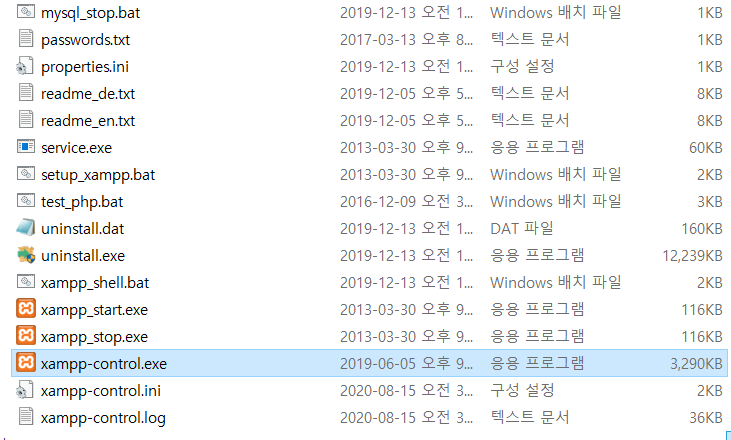 mysql_stop.bat 2019-12-13 오전 1... Windows 배치 파일 1KB
passwords.txt 2017-03-13 오후 8... 텍스트 문서 1KB
properties.ini 2019-12-13 오전 1... 구성 설정 1KB
readme_de.txt 2019-12-05 오후 5... 텍스트 문서 8KB
readme_en.txt 2019-12-05 오후 5... 텍스트 문서 8KB
service.exe 2013-03-30 오후 9... 응용 프로그램 60KB
setup_xampp.bat 2013-03-30 오후 9... Windows 배치 파일 2KB
test_php.bat 2016-12-09 오후 3... Windows 배치 파일 3KB
uninstall.dat 2019-12-13 오전 1... DAT 파일 160KB
uninstall.exe 2019-12-13 오전 1... 응용 프로그램 12,239KB
xampp_shell.bat 2019-12-13 오전 1... Windows 배치 파일 2KB
xampp_start.exe 2013-03-30 오후 9... 응용 프로그램 116KB
xampp_stop.exe 2013-03-30 오후 9... 응용 프로그램 116KB
xampp-control.exe 2019-06-05 오후 9... 응용 프로그램 3,290KB
xampp-control.ini 2020-08-15 오전 3... 구성 설정 2KB
xampp-control.log 2020-08-15 오전 3... 텍스트 문서 36KB